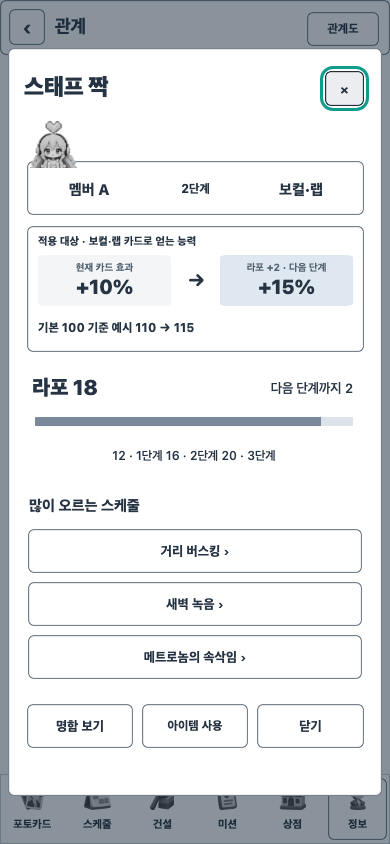 ‹ 관계 관계도
스태프 짝 ×
멤버 A 2단계 보컬·랩
적용 대상 · 보컬·랩 카드로 얻는 능력
현재 카드 효과
+10%
→
라포 +2 · 다음 단계
+15%
기본 100 기준 예시 110 → 115
라포 18 다음 단계까지 2
12 · 1단계 16 · 2단계 20 · 3단계
많이 오르는 스케줄
거리 버스킹 ›
새벽 녹음 ›
메트로놈의 속삭임 ›
명함 보기 아이템 사용 닫기
포토카드 스케줄 건설 미션 상점 정보